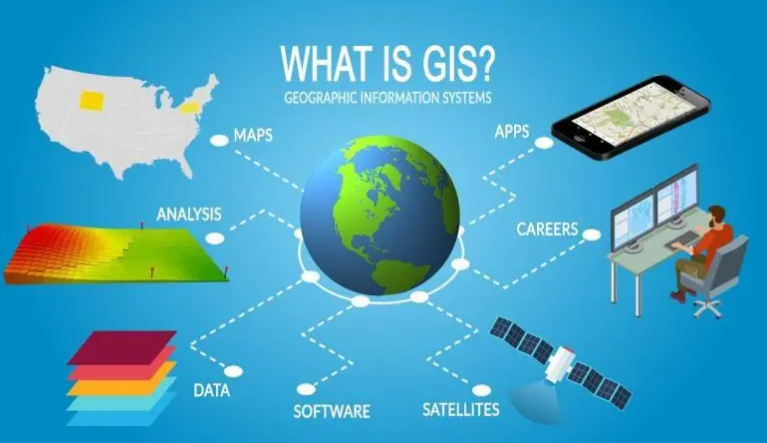 WHAT IS GIS?
GEOGRAPHIC INFORMATION SYSTEMS
MAPS
APPS
ANALYSIS
CAREERS
DATA
SOFTWARE
SATELLITES